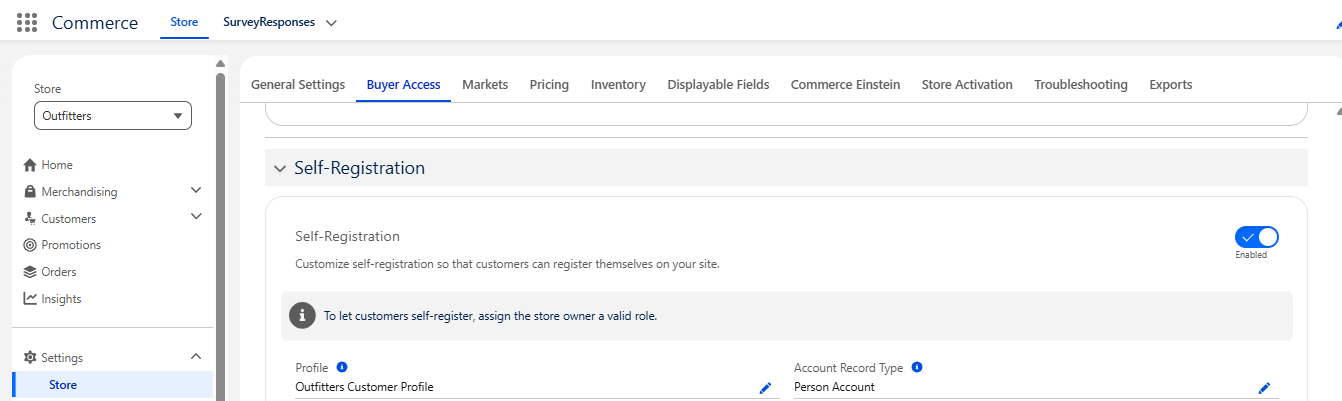 Commerce Store SurveyResponses
General Settings Buyer Access Markets Pricing Inventory Displayable Fields Commerce Einstein Store Activation Troubleshooting Exports
Store
Outfitters
Home
Merchandising
Customers
Promotions
Orders
Insights
Settings
Store
Self-Registration
Self-Registration
Enabled
Customize self-registration so that customers can register themselves on your site.
To let customers self-register, assign the store owner a valid role.
Profile Account Record Type
Outfitters Customer Profile Person Account